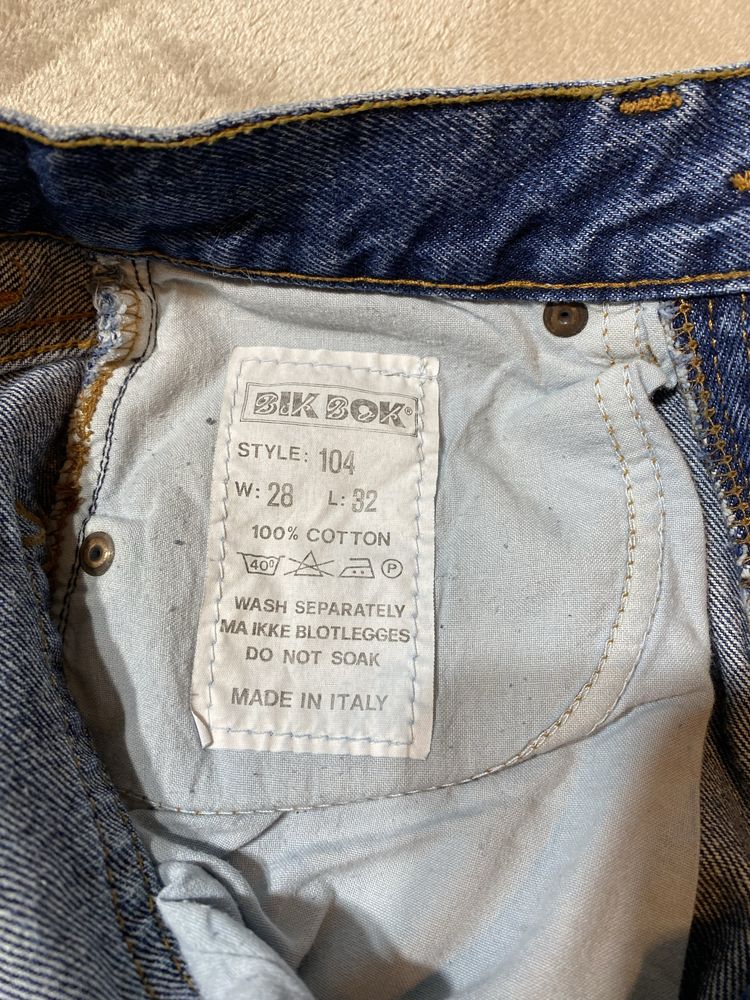 BIK BOK®
STYLE: 104
W: 28 L: 32
100% COTTON
40° P
WASH SEPARATELY
MA IKKE BLOTLEGGES
DO NOT SOAK
MADE IN ITALY